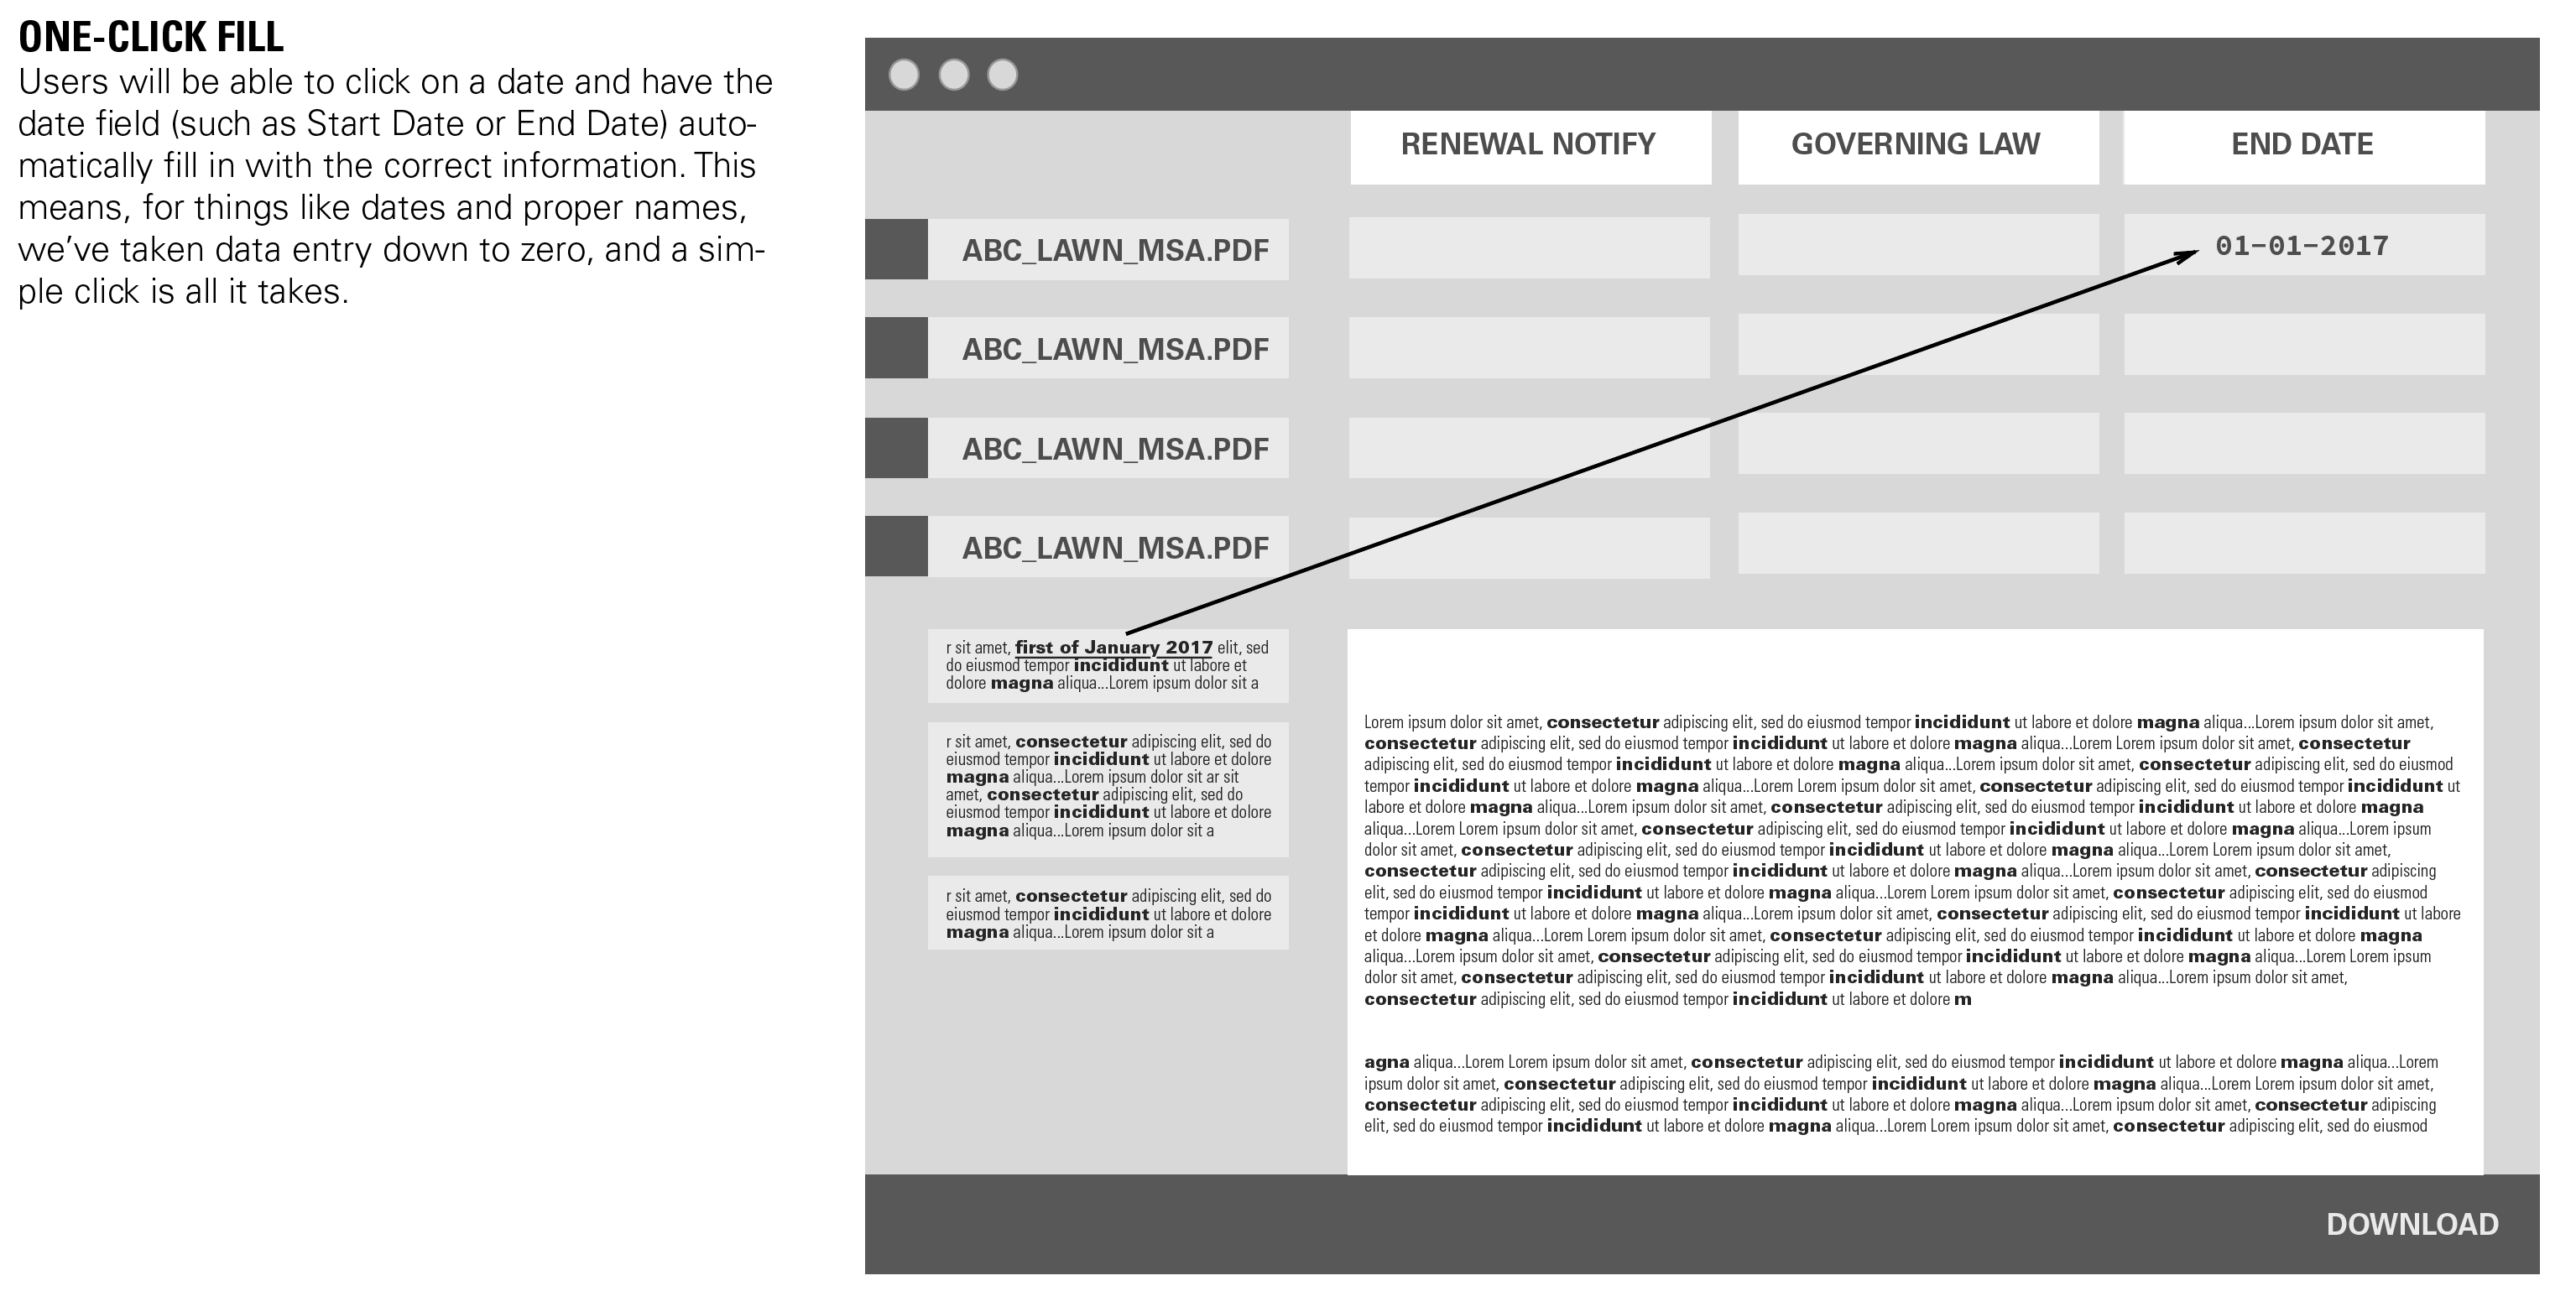 ONE-CLICK FILL
Users will be able to click on a date and have the
date field (such as Start Date or End Date) auto-
matically fill in with the correct information. This
means, for things like dates and proper names,
we’ve taken data entry down to zero, and a sim-
ple click is all it takes.
RENEWAL NOTIFY
GOVERNING LAW
END DATE
ABC_LAWN_MSA.PDF
01-01-2017
ABC_LAWN_MSA.PDF
ABC_LAWN_MSA.PDF
ABC_LAWN_MSA.PDF
r sit amet, first of January 2017 elit, sed
do eiusmod tempor incididunt ut labore et
dolore magna aliqua...Lorem ipsum dolor sit a
r sit amet, consectetur adipiscing elit, sed do
eiusmod tempor incididunt ut labore et dolore
magna aliqua...Lorem ipsum dolor sit ar sit
amet, consectetur adipiscing elit, sed do
eiusmod tempor incididunt ut labore et dolore
magna aliqua...Lorem ipsum dolor sit a
r sit amet, consectetur adipiscing elit, sed do
eiusmod tempor incididunt ut labore et dolore
magna aliqua...Lorem ipsum dolor sit a
Lorem ipsum dolor sit amet, consectetur adipiscing elit, sed do eiusmod tempor incididunt ut labore et dolore magna aliqua...Lorem ipsum dolor sit amet,
consectetur adipiscing elit, sed do eiusmod tempor incididunt ut labore et dolore magna aliqua...Lorem Lorem ipsum dolor sit amet, consectetur
adipiscing elit, sed do eiusmod tempor incididunt ut labore et dolore magna aliqua...Lorem ipsum dolor sit amet, consectetur adipiscing elit, sed do eiusmod
tempor incididunt ut labore et dolore magna aliqua...Lorem Lorem ipsum dolor sit amet, consectetur adipiscing elit, sed do eiusmod tempor incididunt ut
labore et dolore magna aliqua...Lorem ipsum dolor sit amet, consectetur adipiscing elit, sed do eiusmod tempor incididunt ut labore et dolore magna
aliqua...Lorem Lorem ipsum dolor sit amet, consectetur adipiscing elit, sed do eiusmod tempor incididunt ut labore et dolore magna aliqua...Lorem ipsum
dolor sit amet, consectetur adipiscing elit, sed do eiusmod tempor incididunt ut labore et dolore magna aliqua...Lorem Lorem ipsum dolor sit amet,
consectetur adipiscing elit, sed do eiusmod tempor incididunt ut labore et dolore magna aliqua...Lorem ipsum dolor sit amet, consectetur adipiscing
elit, sed do eiusmod tempor incididunt ut labore et dolore magna aliqua...Lorem Lorem ipsum dolor sit amet, consectetur adipiscing elit, sed do eiusmod
tempor incididunt ut labore et dolore magna aliqua...Lorem ipsum dolor sit amet, consectetur adipiscing elit, sed do eiusmod tempor incididunt ut labore
et dolore magna aliqua...Lorem Lorem ipsum dolor sit amet, consectetur adipiscing elit, sed do eiusmod tempor incididunt ut labore et dolore magna
aliqua...Lorem ipsum dolor sit amet, consectetur adipiscing elit, sed do eiusmod tempor incididunt ut labore et dolore magna aliqua...Lorem Lorem ipsum
dolor sit amet, consectetur adipiscing elit, sed do eiusmod tempor incididunt ut labore et dolore magna aliqua...Lorem ipsum dolor sit amet,
consectetur adipiscing elit, sed do eiusmod tempor incididunt ut labore et dolore m
agna aliqua...Lorem Lorem ipsum dolor sit amet, consectetur adipiscing elit, sed do eiusmod tempor incididunt ut labore et dolore magna aliqua...Lorem
ipsum dolor sit amet, consectetur adipiscing elit, sed do eiusmod tempor incididunt ut labore et dolore magna aliqua...Lorem Lorem ipsum dolor sit amet,
consectetur adipiscing elit, sed do eiusmod tempor incididunt ut labore et dolore magna aliqua...Lorem ipsum dolor sit amet, consectetur adipiscing
elit, sed do eiusmod tempor incididunt ut labore et dolore magna aliqua...Lorem Lorem ipsum dolor sit amet, consectetur adipiscing elit, sed do eiusmod
DOWNLOAD